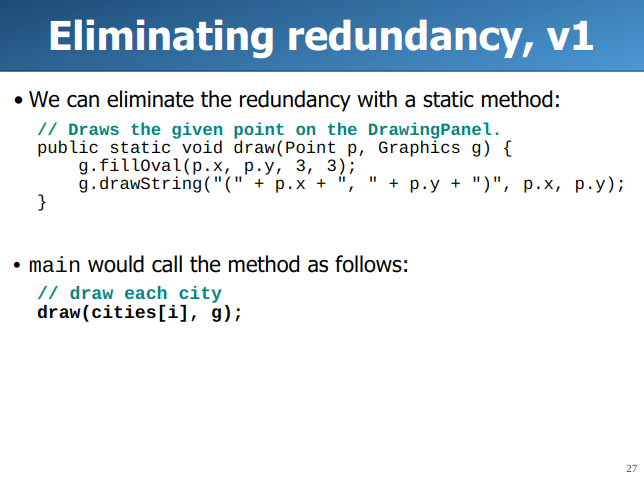 Eliminating redundancy, v1
• We can eliminate the redundancy with a static method:
// Draws the given point on the DrawingPanel.
public static void draw(Point p, Graphics g) {
    g.fillOval(p.x, p.y, 3, 3);
    g.drawString("(" + p.x + ", " + p.y + ")", p.x, p.y);
}
• main would call the method as follows:
// draw each city
draw(cities[i], g);
27